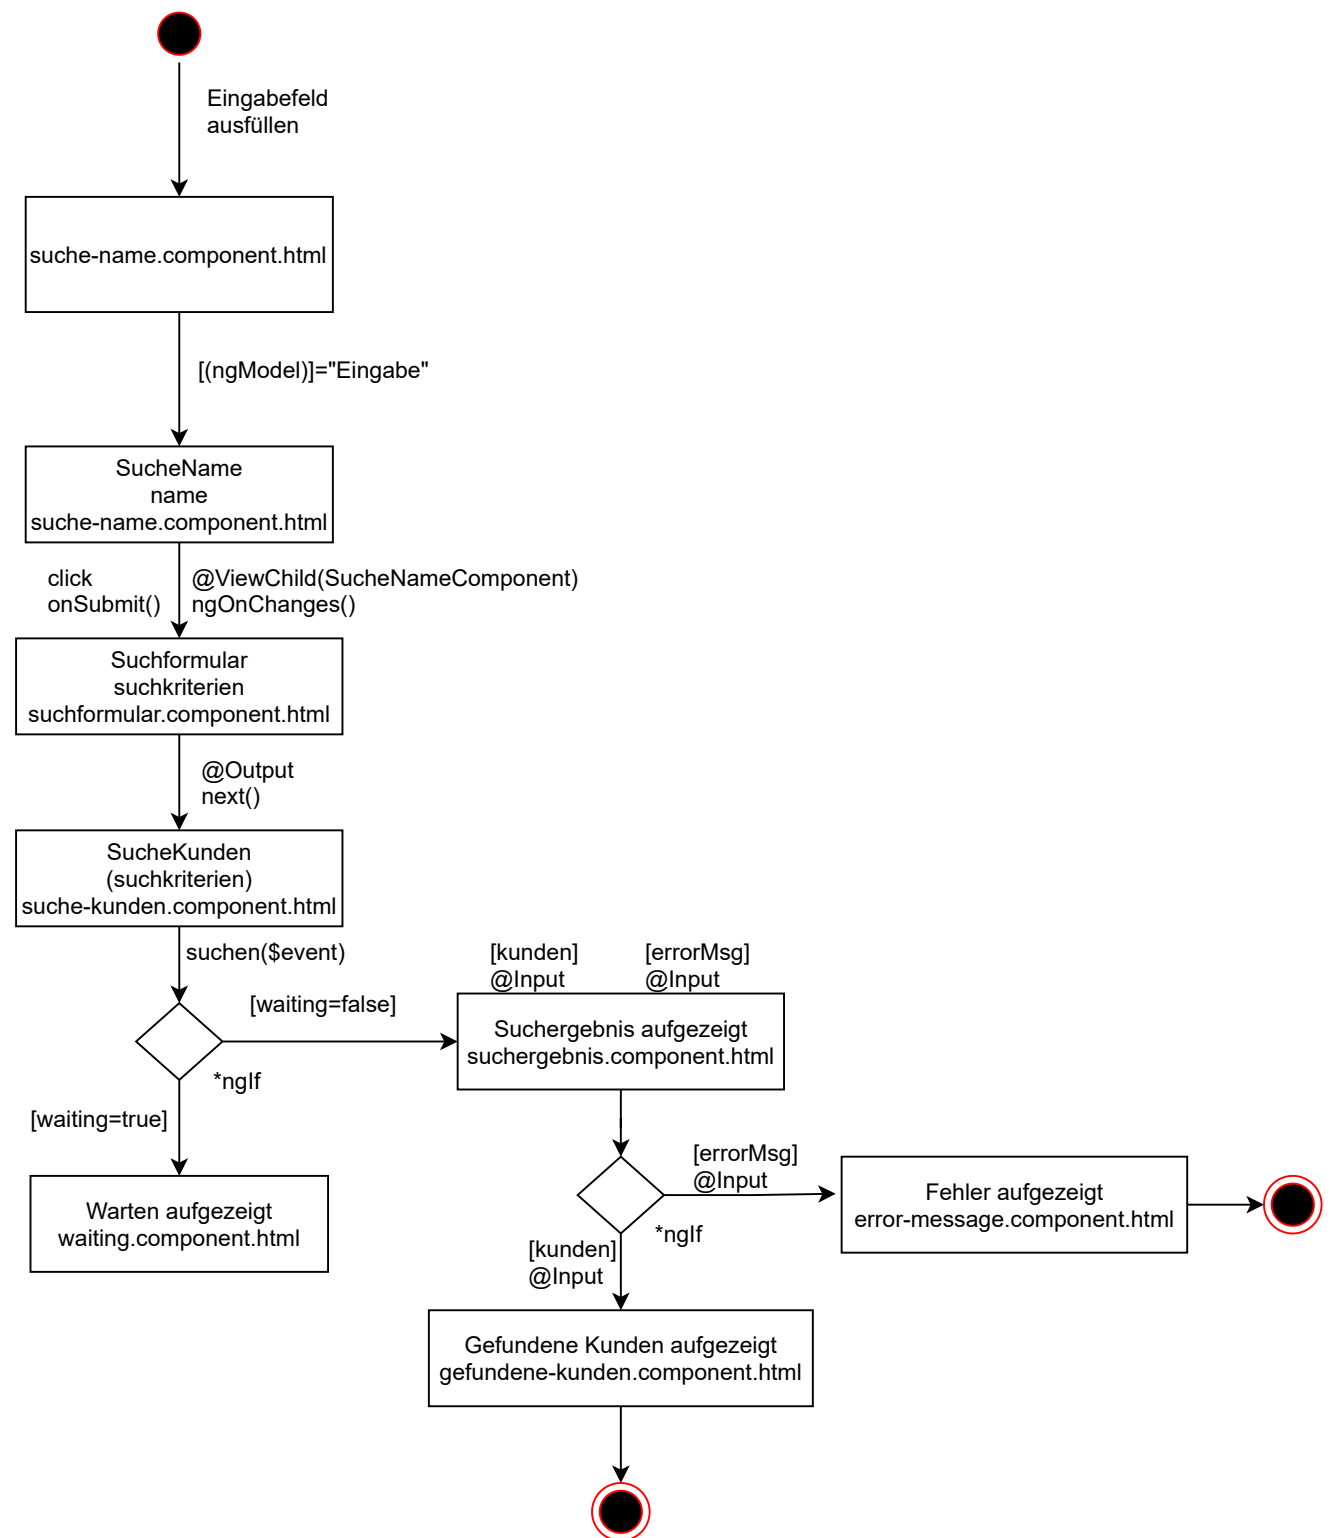 Eingabefeld
ausfüllen
suche-name.component.html
[(ngModel)]="Eingabe"
SucheName
name
suche-name.component.html
click
onSubmit()
@ViewChild(SucheNameComponent)
ngOnChanges()
Suchformular
suchkriterien
suchformular.component.html
@Output
next()
SucheKunden
(suchkriterien)
suche-kunden.component.html
suchen($event)
[kunden]
@Input
[errorMsg]
@Input
[waiting=false]
Suchergebnis aufgezeigt
suchergebnis.component.html
*ngIf
[waiting=true]
Warten aufgezeigt
waiting.component.html
[errorMsg]
@Input
*ngIf
Fehler aufgezeigt
error-message.component.html
[kunden]
@Input
Gefundene Kunden aufgezeigt
gefundene-kunden.component.html